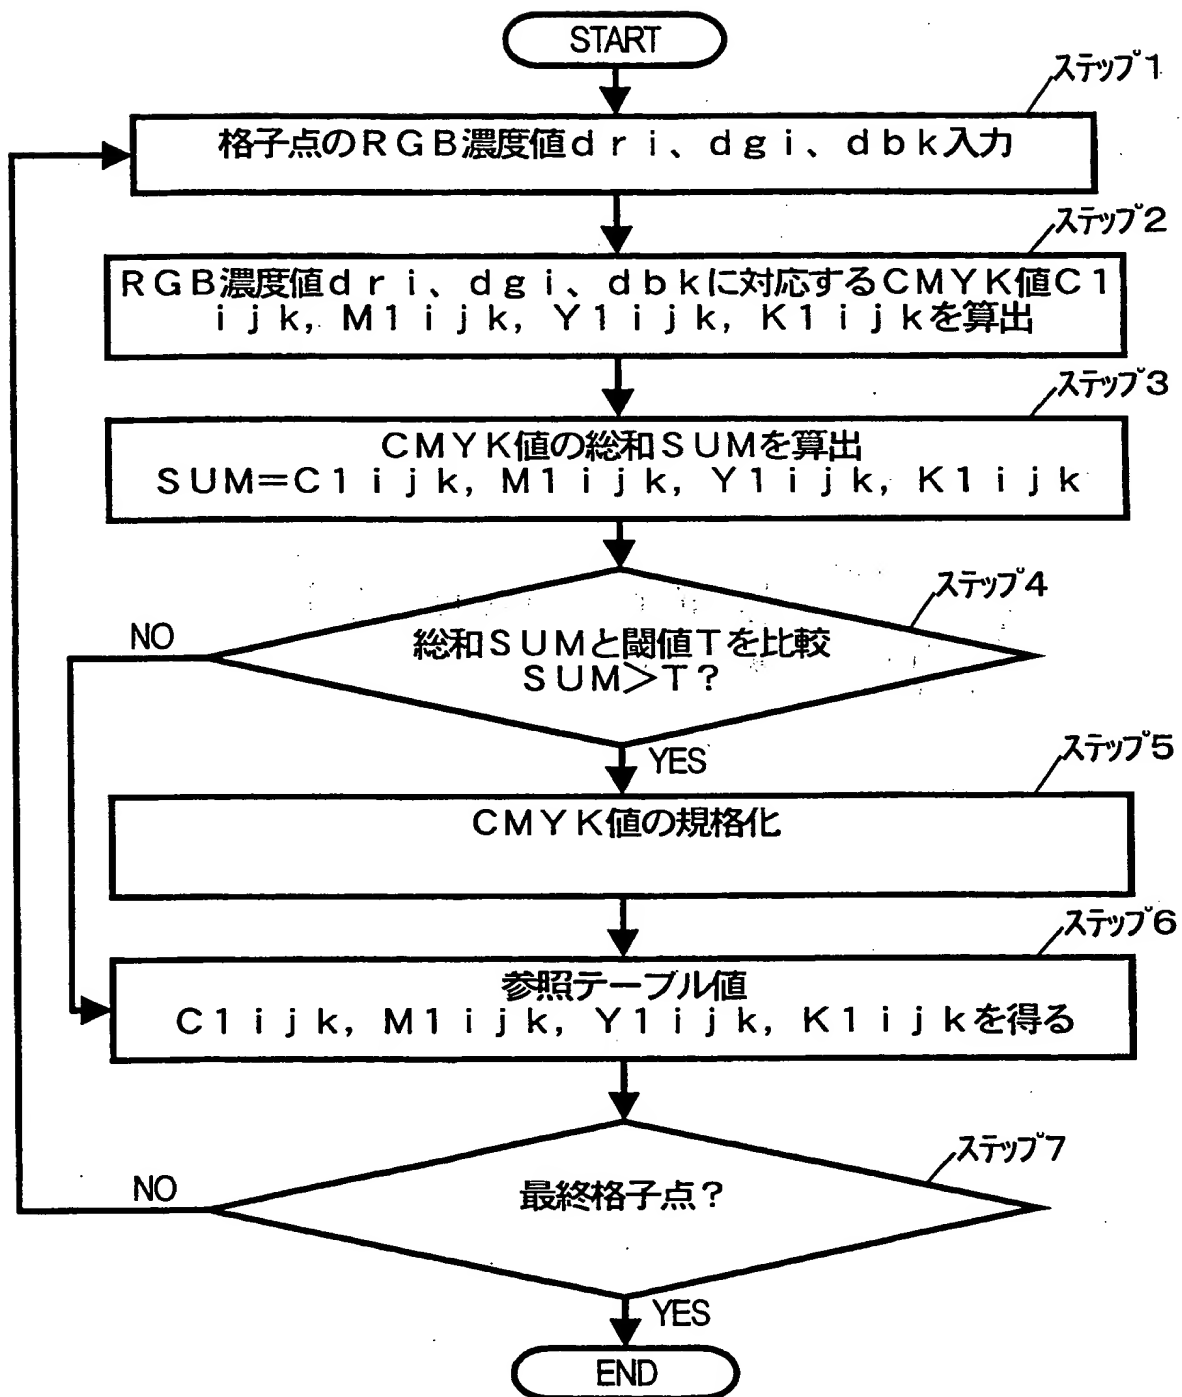 START
ステップ1
格子点のRGB濃度値dri、dgi、dbk入力
ステップ2
RGB濃度値dri、dgi、dbkに対応するCMYK値C1
ijk, M1ijk, Y1ijk, K1ijkを算出
ステップ3
CMYK値の総和SUMを算出
SUM=C1ijk, M1ijk, Y1ijk, K1ijk
ステップ4
NO
総和SUMと閾値Tを比較
SUM>T?
YES
ステップ5
CMYK値の規格化
ステップ6
参照テーブル値
C1ijk, M1ijk, Y1ijk, K1ijkを得る
ステップ7
NO
最終格子点?
YES
END